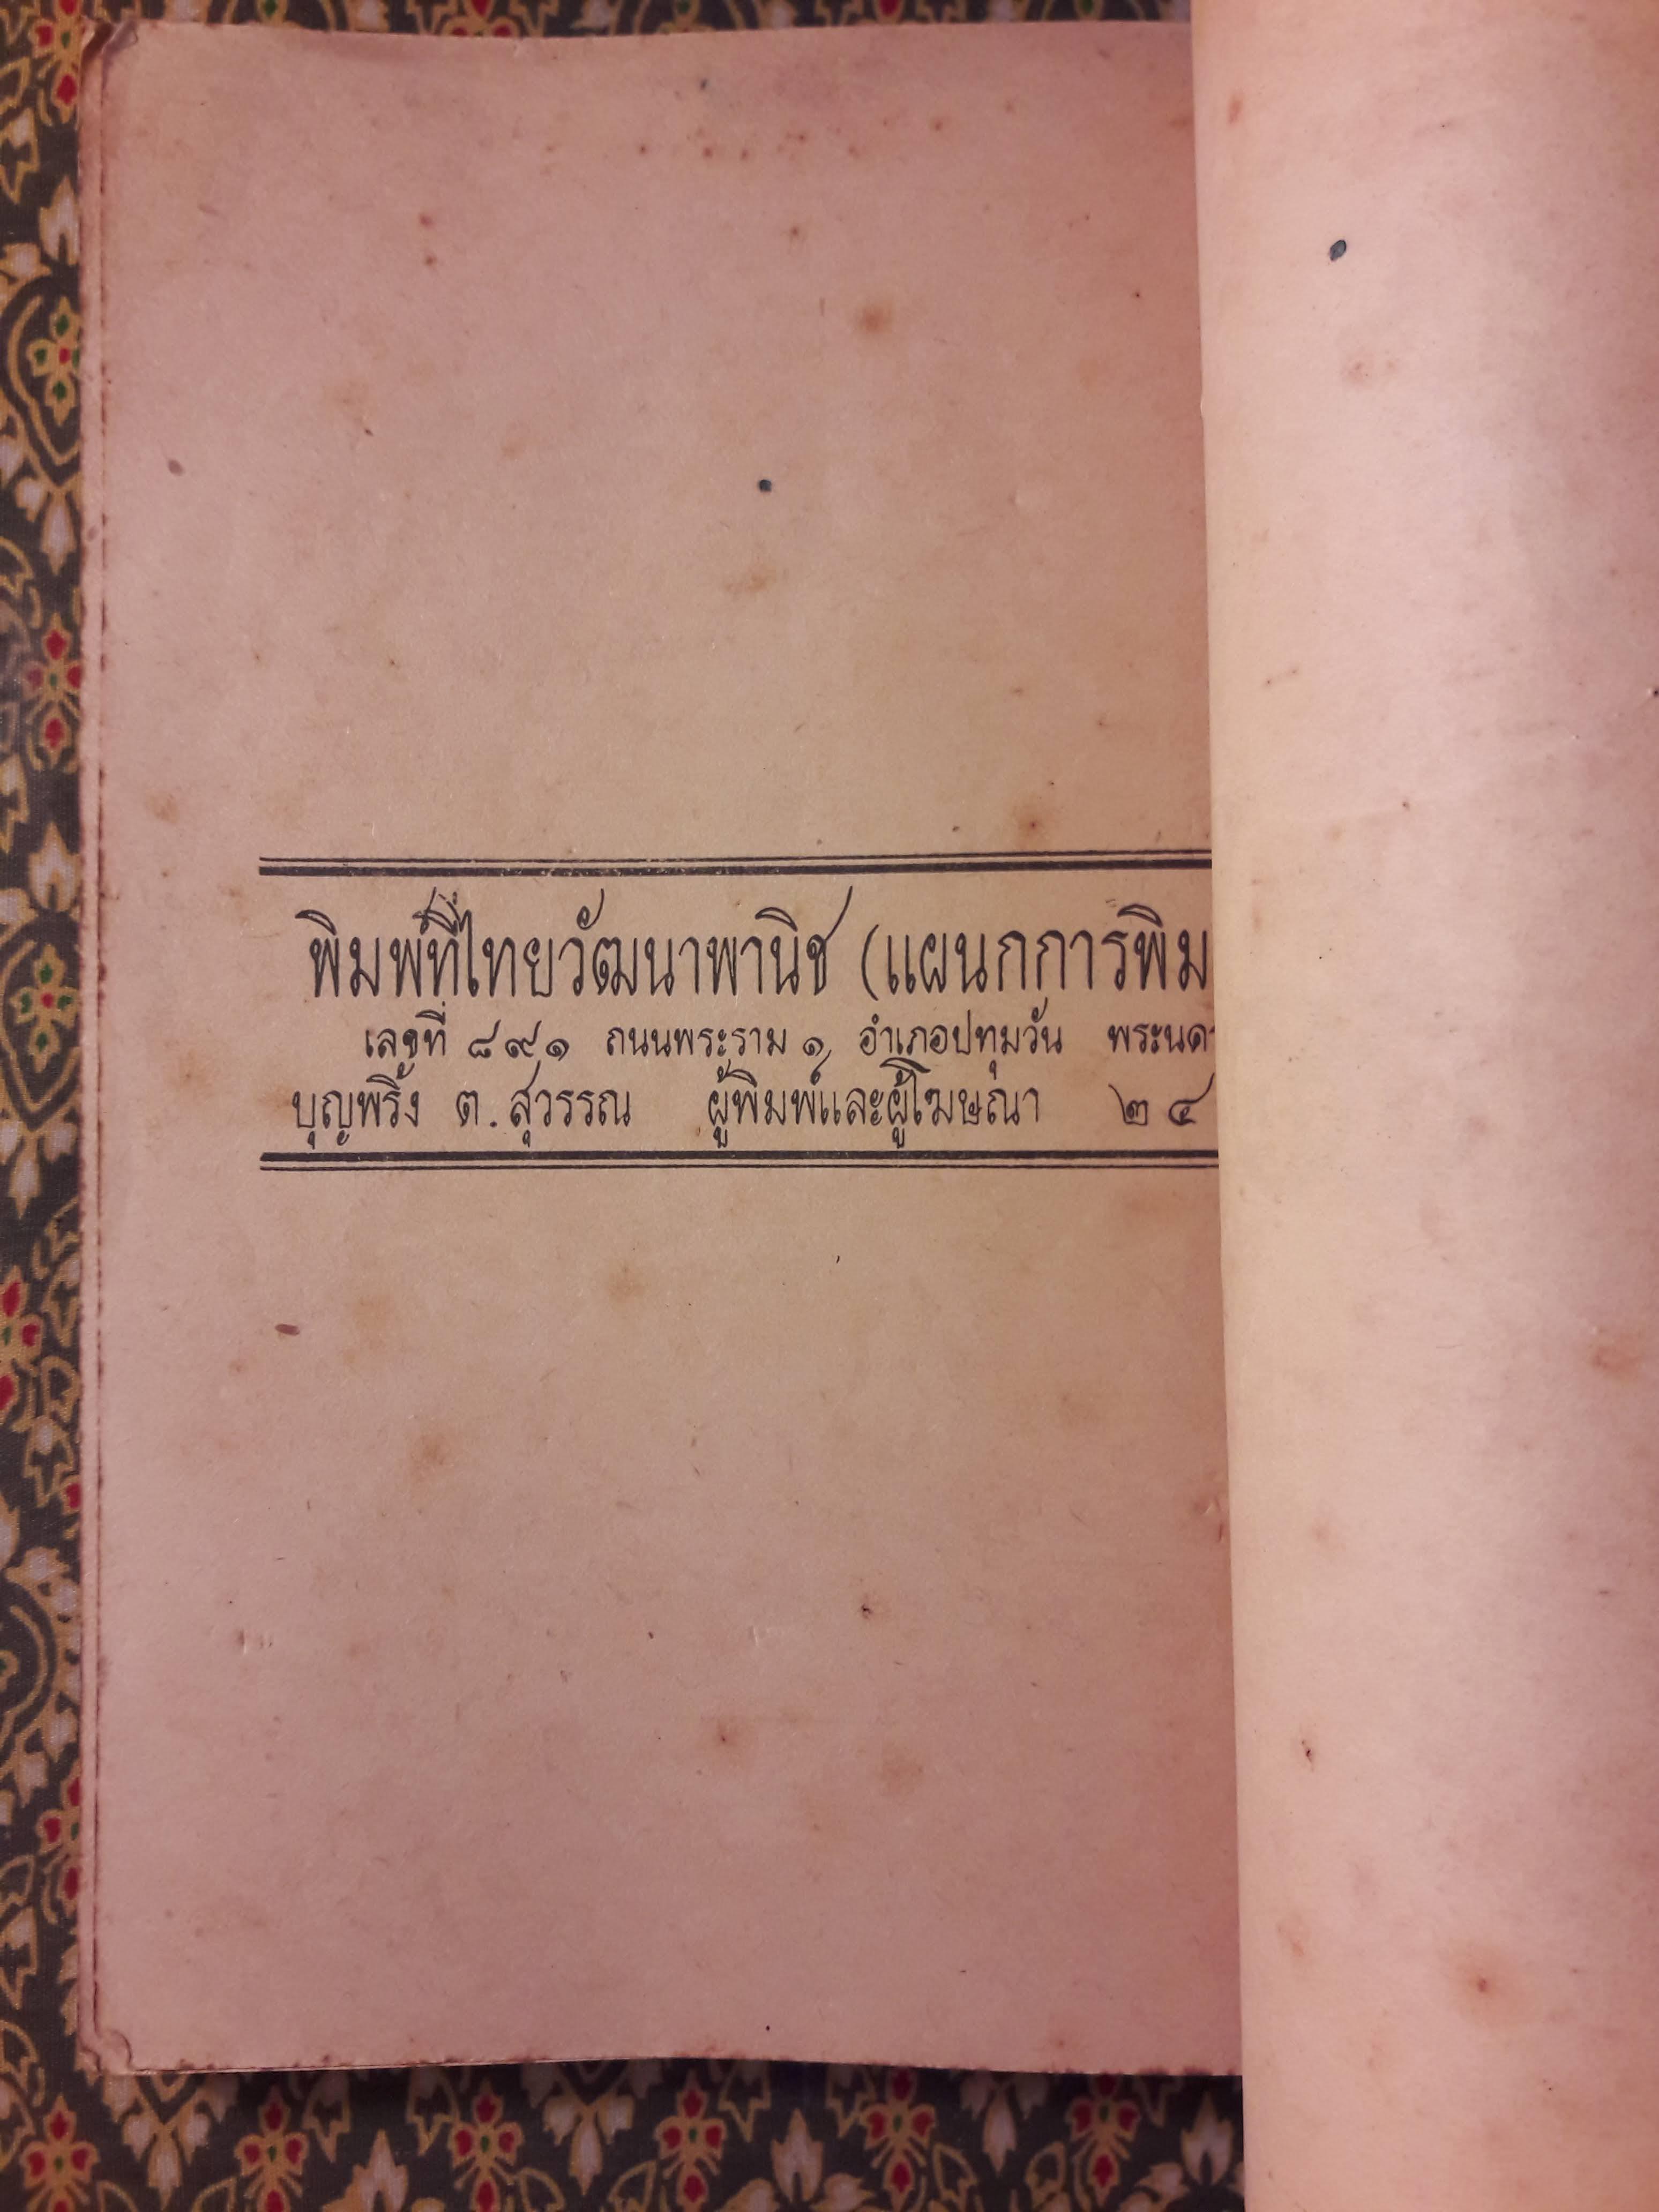 พิมพ์ที่ไทยวัฒนาพานิช (แผนกการพิม
เลขที่ ๘๙๑ ถนนพระราม ๑ อำเภอปทุมวัน พระนค
บุญพริ้ง ต. สุวรรณ ผู้พิมพ์และผู้โฆษณา ๒๔